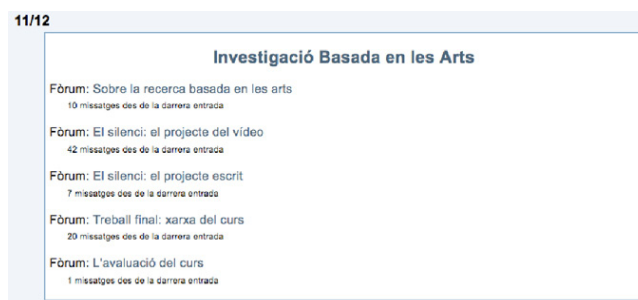 11/12
Investigació Basada en les Arts
Fòrum: Sobre la recerca basada en les arts
10 missatges des de la darrera entrada
Fòrum: El silenci: el projecte del vídeo
42 missatges des de la darrera entrada
Fòrum: El silenci: el projecte escrit
7 missatges des de la darrera entrada
Fòrum: Treball final: xarxa del curs
20 missatges des de la darrera entrada
Fòrum: L'avaluació del curs
1 missatges des de la darrera entrada